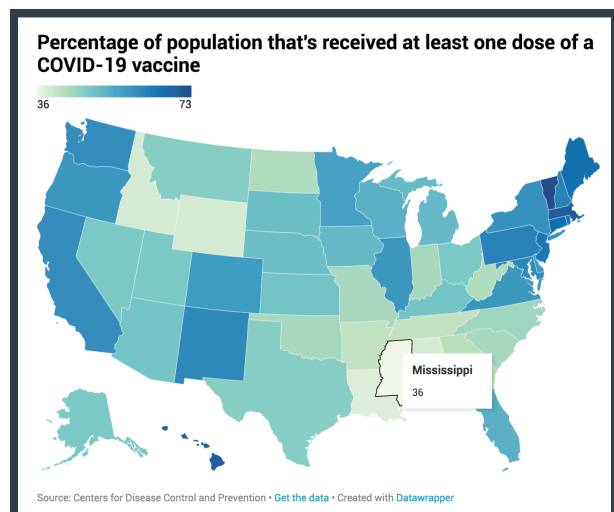 Percentage of population that's received at least one dose of a
COVID-19 vaccine
36 73
Mississippi
36
Source: Centers for Disease Control and Prevention • Get the data • Created with Datawrapper